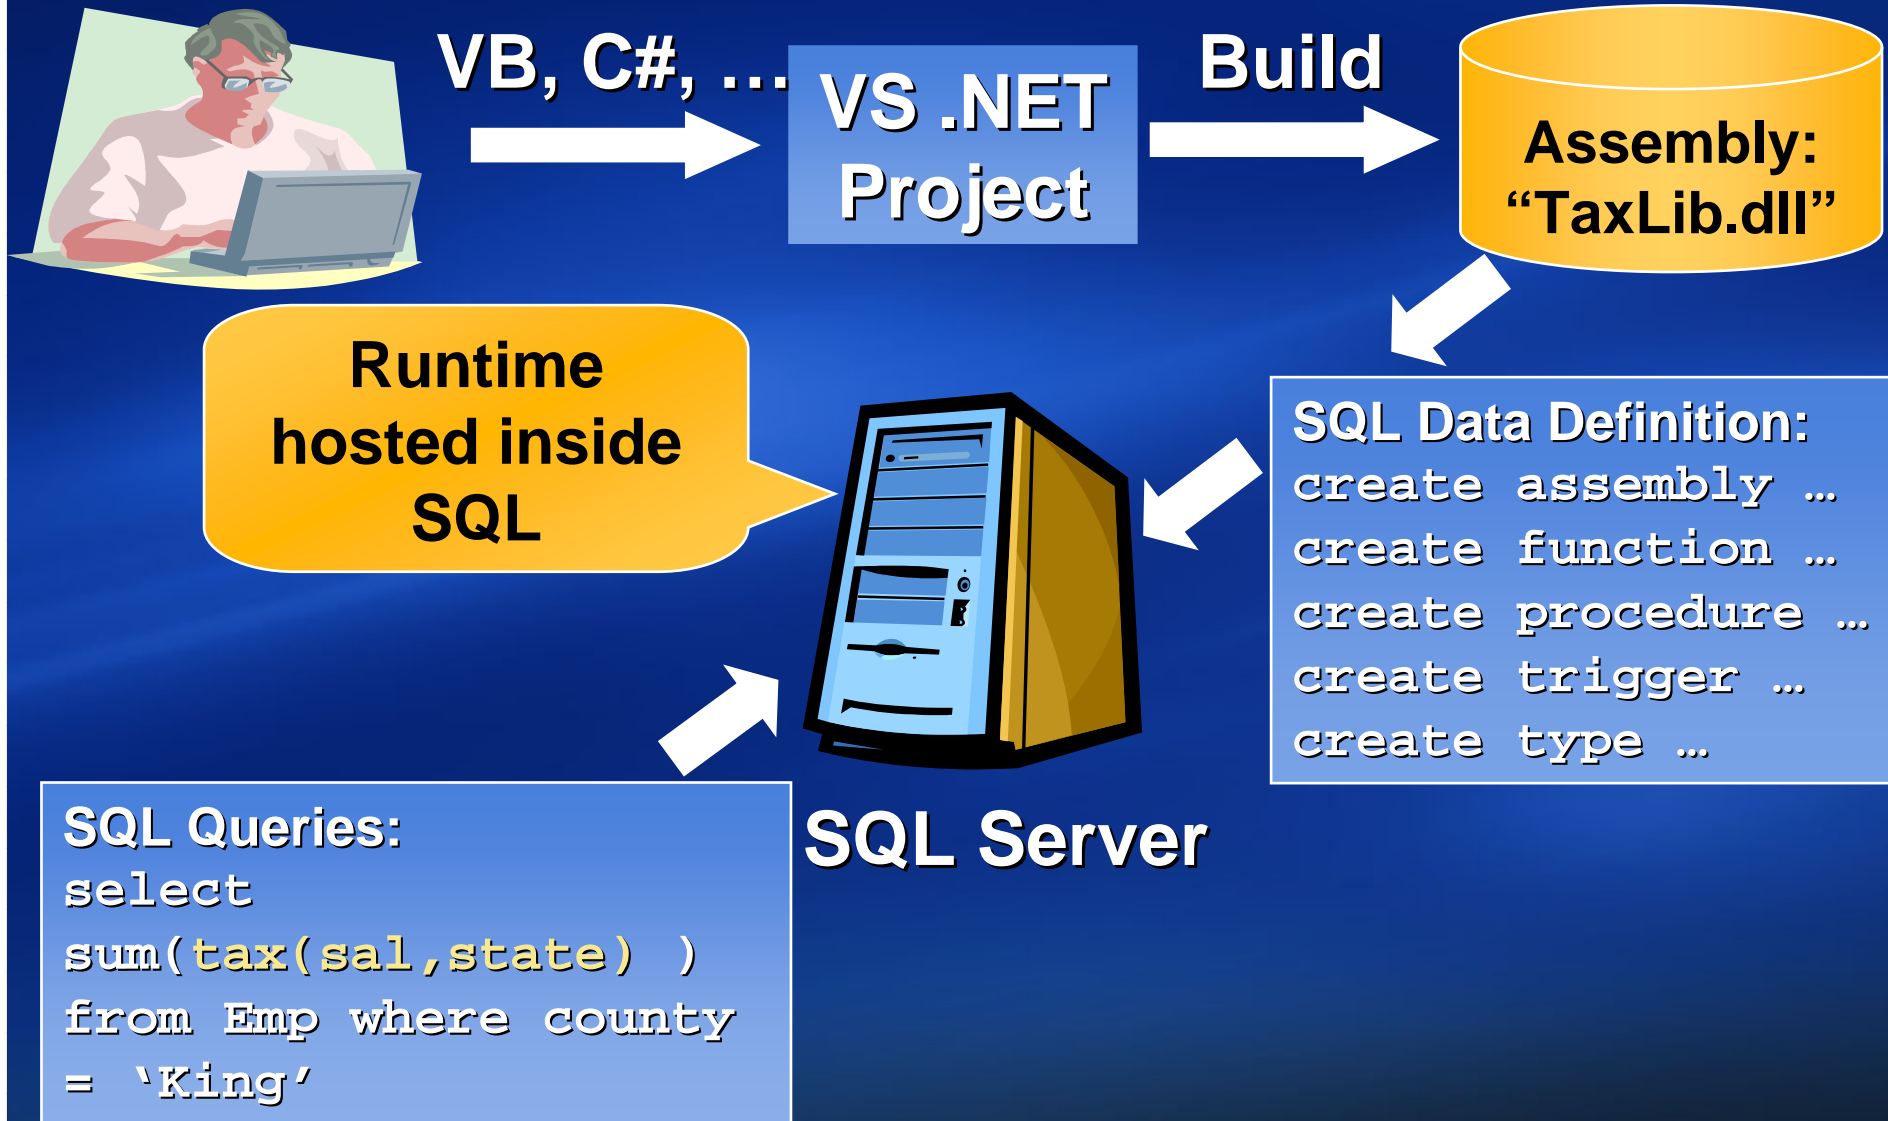 VB, C#, …
VS .NET
Project
Build
Assembly:
“TaxLib.dll”
Runtime
hosted inside
SQL
SQL Data Definition:
create assembly …
create function …
create procedure …
create trigger …
create type …
SQL Server
SQL Queries:
select
sum(tax(sal,state) )
from Emp where county
= ‘King’